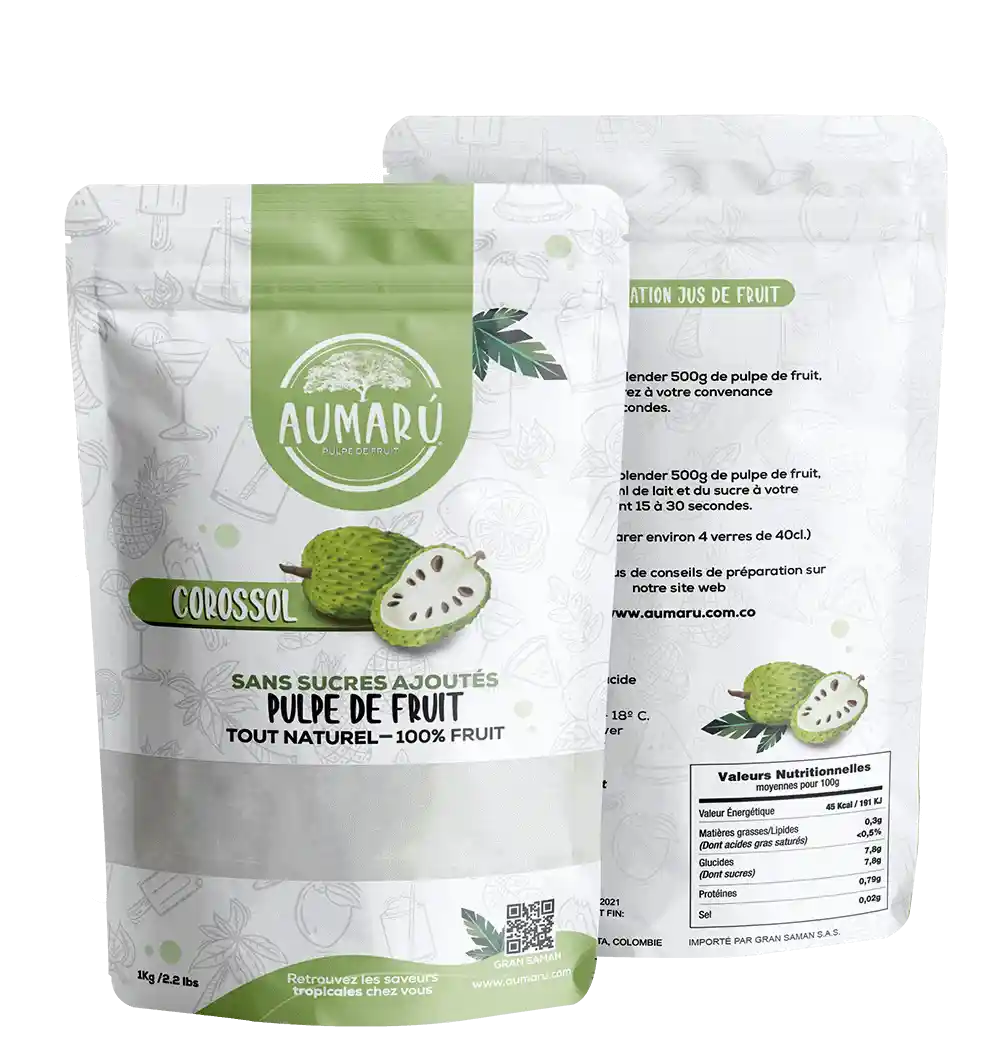 AUMARÚ
PULPE DE FRUIT
COROSSOL
SANS SUCRES AJOUTÉS
PULPE DE FRUIT
TOUT NATUREL—100% FRUIT
1Kg /2.2 lbs
Retrouvez les saveurs
tropicales chez vous
GRAN SAMAN
www.aumaru.com
ATION JUS DE FRUIT
lender 500g de pulpe de fruit,
ez à votre convenance
condes.
blender 500g de pulpe de fruit,
ml de lait et du sucre à votre
nt 15 à 30 secondes.
arer environ 4 verres de 40cl.)
us de conseils de préparation sur
notre site web
www.aumaru.com.co
acide
- 18º C.
ver
t
Valeurs Nutritionnelles
moyennes pour 100g
Valeur Énergétique 45 Kcal / 191 KJ
Matières grasses/Lipides 0,3g
(Dont acides gras saturés) <0,5%
Glucides 7,8g
(Dont sucres) 7,8g
Protéines 0,79g
Sel 0,02g
2021
T FIN:
TA, COLOMBIE
IMPORTÉ PAR GRAN SAMAN S.A.S.